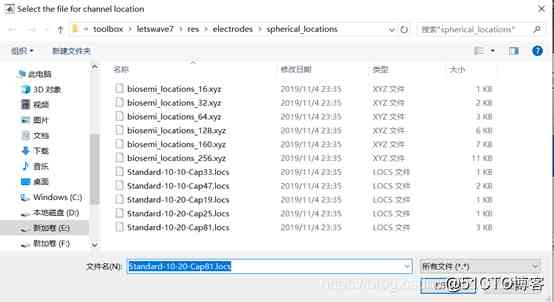 Select the file for channel location
toolbox > letswave7 > res > electrodes > spherical_locations
搜索"spherical_locations"
组织 新建文件夹
名称 修改日期 类型 大小
此电脑
3D 对象
视频
图片
文档
下载
音乐
桌面
Windows (C:)
本地磁盘 (D:)
新加卷 (E:)
新加卷 (F:)
biosemi_locations_16.xyz 2019/11/4 23:35 XYZ 文件 1 KB
biosemi_locations_32.xyz 2019/11/4 23:35 XYZ 文件 2 KB
biosemi_locations_64.xyz 2019/11/4 23:35 XYZ 文件 3 KB
biosemi_locations_128.xyz 2019/11/4 23:35 XYZ 文件 6 KB
biosemi_locations_160.xyz 2019/11/4 23:35 XYZ 文件 7 KB
biosemi_locations_256.xyz 2019/11/4 23:35 XYZ 文件 11 KB
Standard-10-10-Cap33.locs 2019/11/4 23:35 LOCS 文件 1 KB
Standard-10-10-Cap47.locs 2019/11/4 23:35 LOCS 文件 2 KB
Standard-10-20-Cap19.locs 2019/11/4 23:35 LOCS 文件 1 KB
Standard-10-20-Cap25.locs 2019/11/4 23:35 LOCS 文件 1 KB
Standard-10-20-Cap81.locs 2019/11/4 23:35 LOCS 文件 3 KB
文件名(N): Standard-10-20-Cap81.locs 所有文件 (*.*)
@51CTO博客